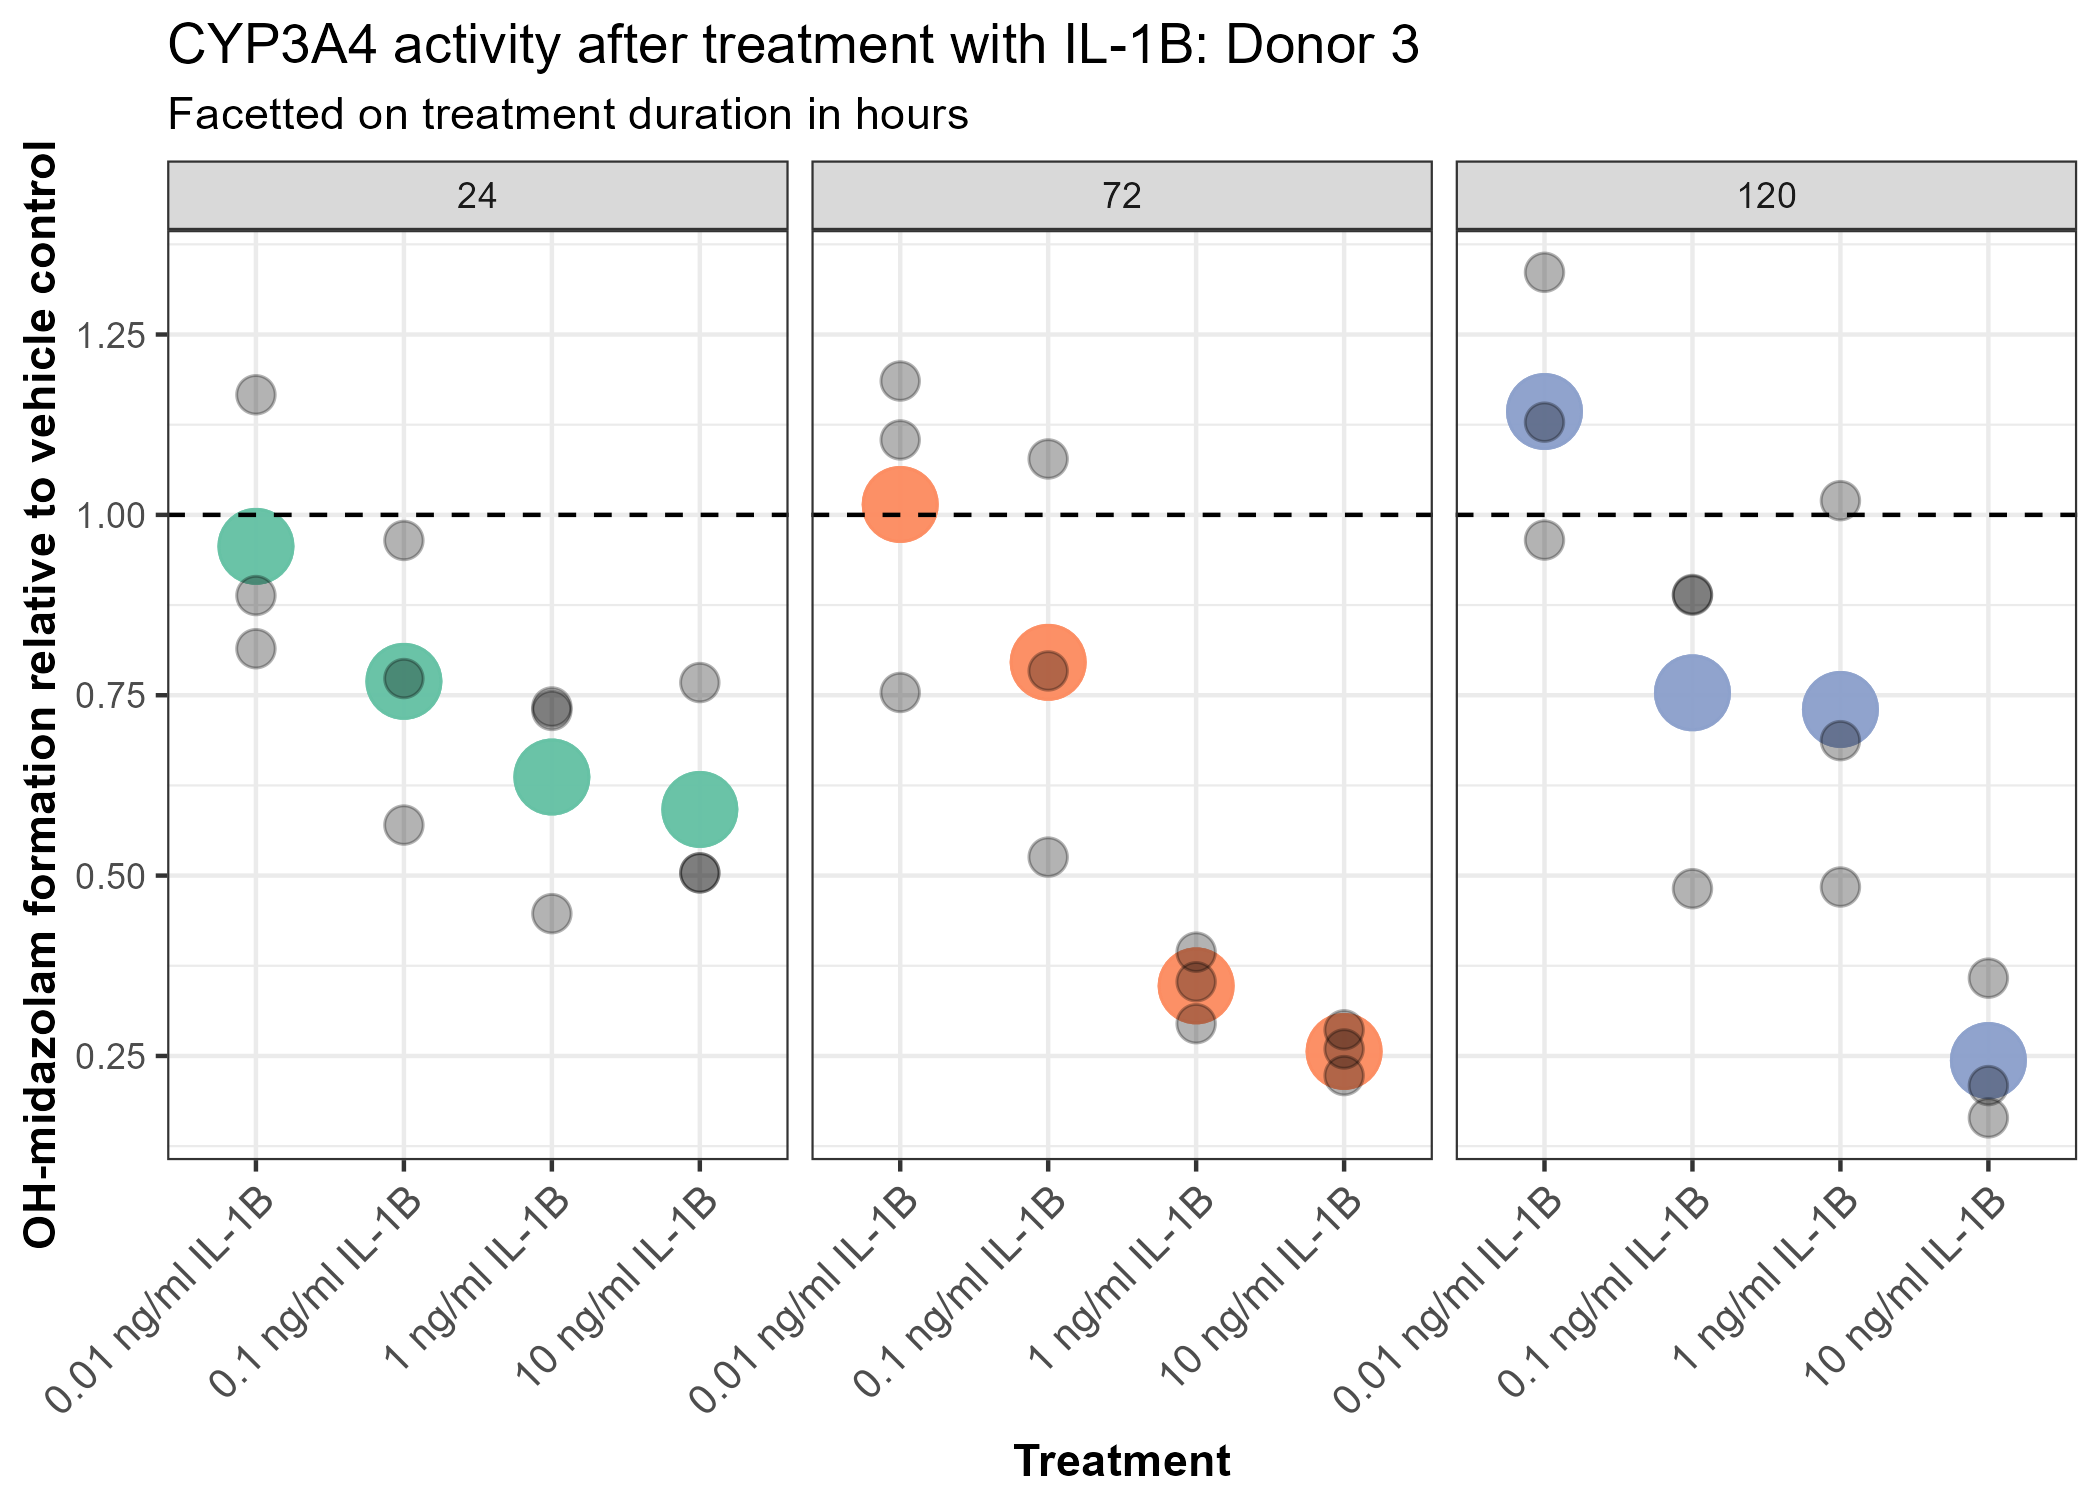 CYP3A4 activity after treatment with IL-1B: Donor 3
Facetted on treatment duration in hours
OH-midazolam formation relative to vehicle control
24
72
120
1.25
1.00
0.75
0.50
0.25
0.01 ng/ml IL-1B
0.1 ng/ml IL-1B
1 ng/ml IL-1B
10 ng/ml IL-1B
0.01 ng/ml IL-1B
0.1 ng/ml IL-1B
1 ng/ml IL-1B
10 ng/ml IL-1B
0.01 ng/ml IL-1B
0.1 ng/ml IL-1B
1 ng/ml IL-1B
10 ng/ml IL-1B
Treatment